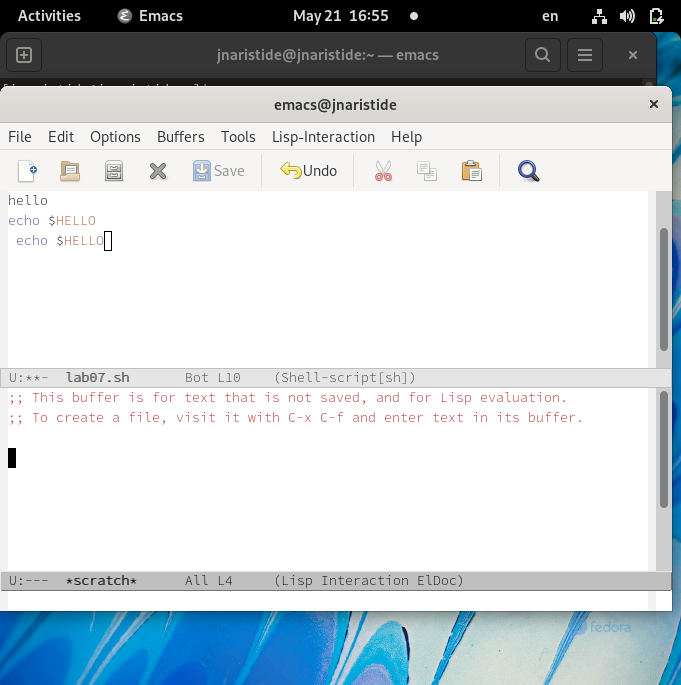 Activities Emacs May 21 16:55 en
jnaristide@jnaristide:~ — emacs
emacs@jnaristide
File Edit Options Buffers Tools Lisp-Interaction Help
Save Undo
hello
echo $HELLO
echo $HELLO
U:**- lab07.sh Bot L10 (Shell-script[sh])
;; This buffer is for text that is not saved, and for Lisp evaluation.
;; To create a file, visit it with C-x C-f and enter text in its buffer.
U:--- *scratch* All L4 (Lisp Interaction ElDoc)
fedora